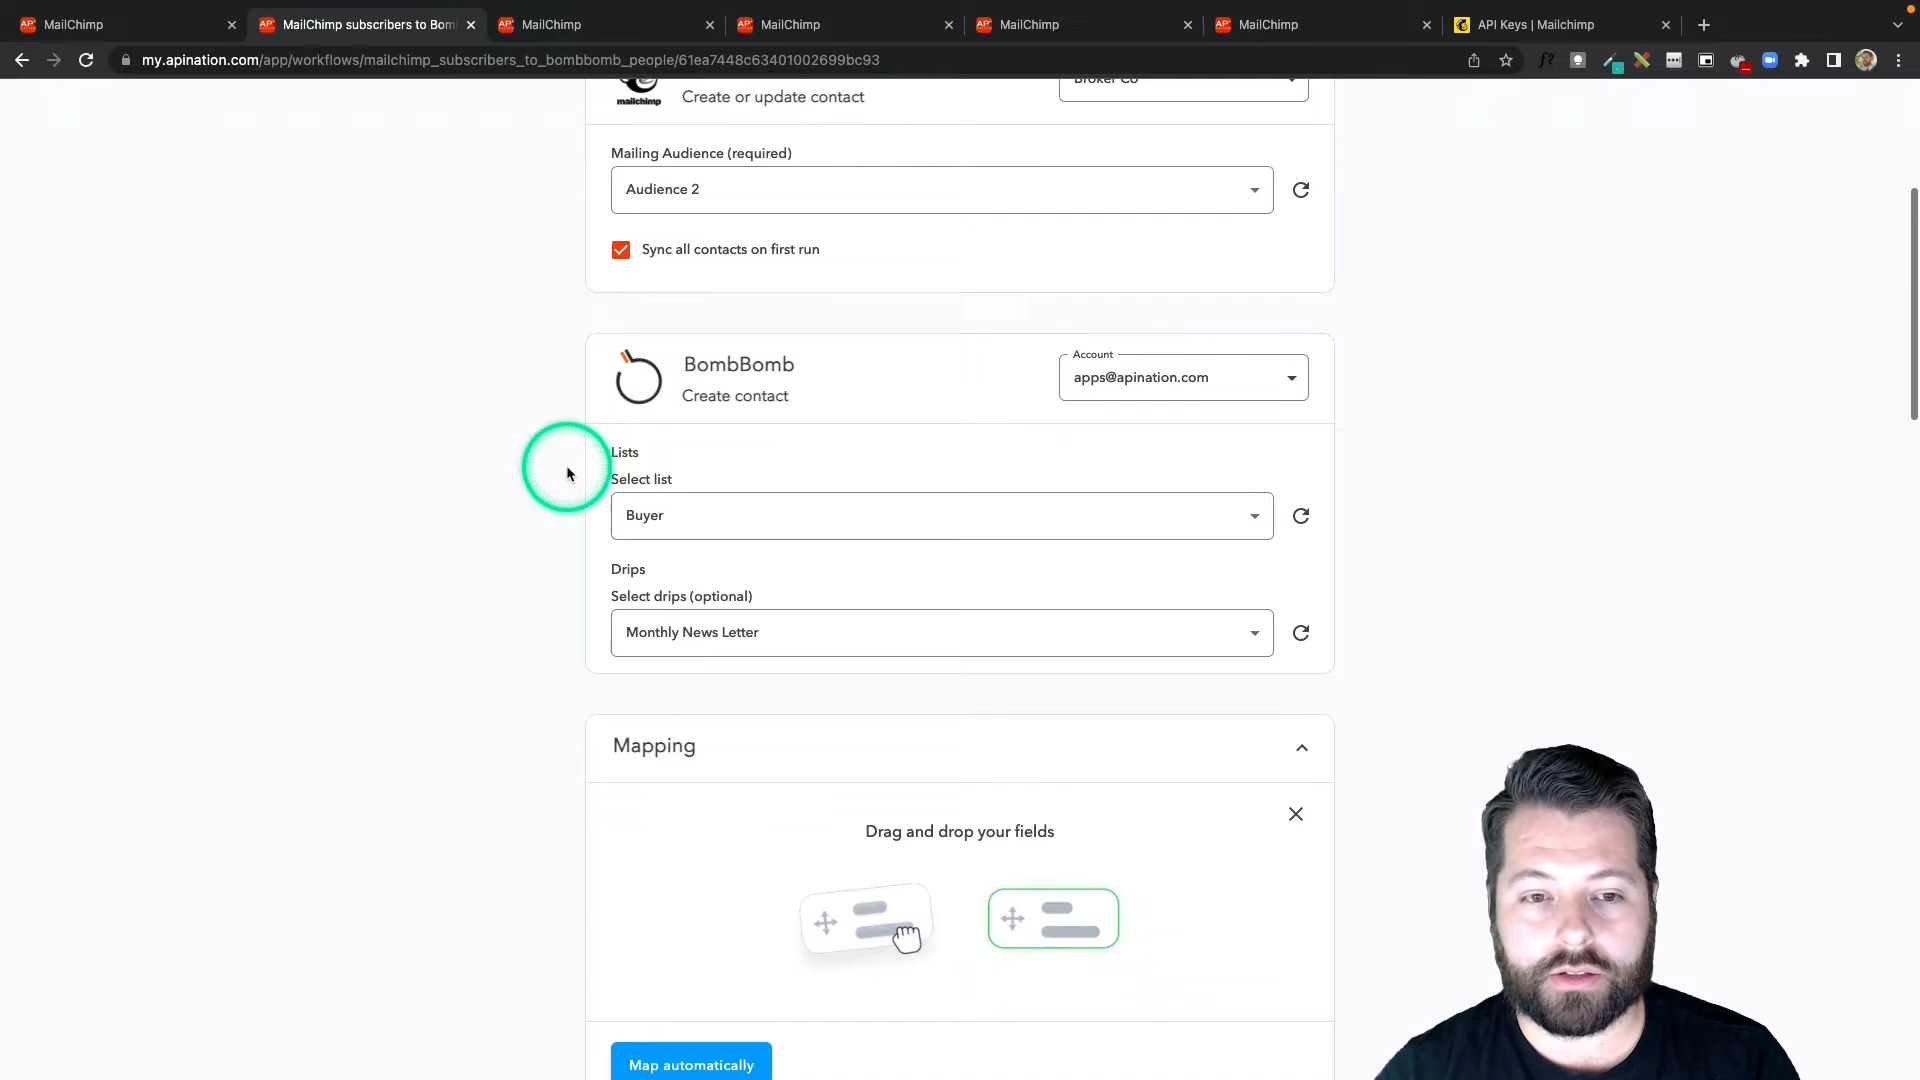 MailChimp
MailChimp subscribers to Bom
MailChimp
MailChimp
MailChimp
MailChimp
API Keys | Mailchimp
my.apination.com/app/workflows/mailchimp_subscribers_to_bombbomb_people/61ea7448c63401002699bc93
mailchimp
Create or update contact
Broker Co
Mailing Audience (required)
Audience 2
Sync all contacts on first run
BombBomb
Create contact
Account
apps@apination.com
Lists
Select list
Buyer
Drips
Select drips (optional)
Monthly News Letter
Mapping
Drag and drop your fields
Map automatically